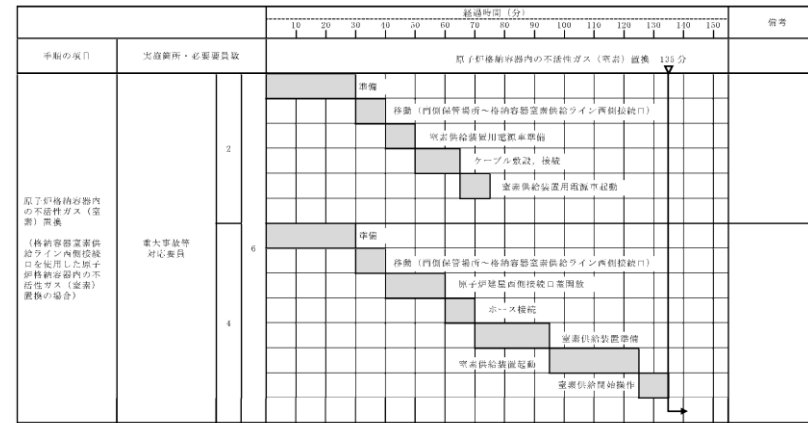 経過時間（分）
備考
10 20 30 40 50 60 70 80 90 100 110 120 130 140 150
手順の項目
実施箇所・必要要員数
原子炉格納容器内の不活性ガス（窒素）置換 135分
原子炉格納容器内
の不活性ガス（窒
素）置換
（格納容器窒素供
給ライン西側接続
口を使用した原子
炉格納容器内の不
活性ガス（窒素）
置換の場合）
重大事故等
対応要員
6
2
準備
移動（西側保管場所～格納容器窒素供給ライン西側接続口）
窒素供給装置用電源車準備
ケーブル敷設、接続
窒素供給装置用電源車起動
4
準備
移動（西側保管場所～格納容器窒素供給ライン西側接続口）
原子炉建屋西側接続口蓋開放
ホース接続
窒素供給装置準備
窒素供給装置起動
窒素供給開始操作